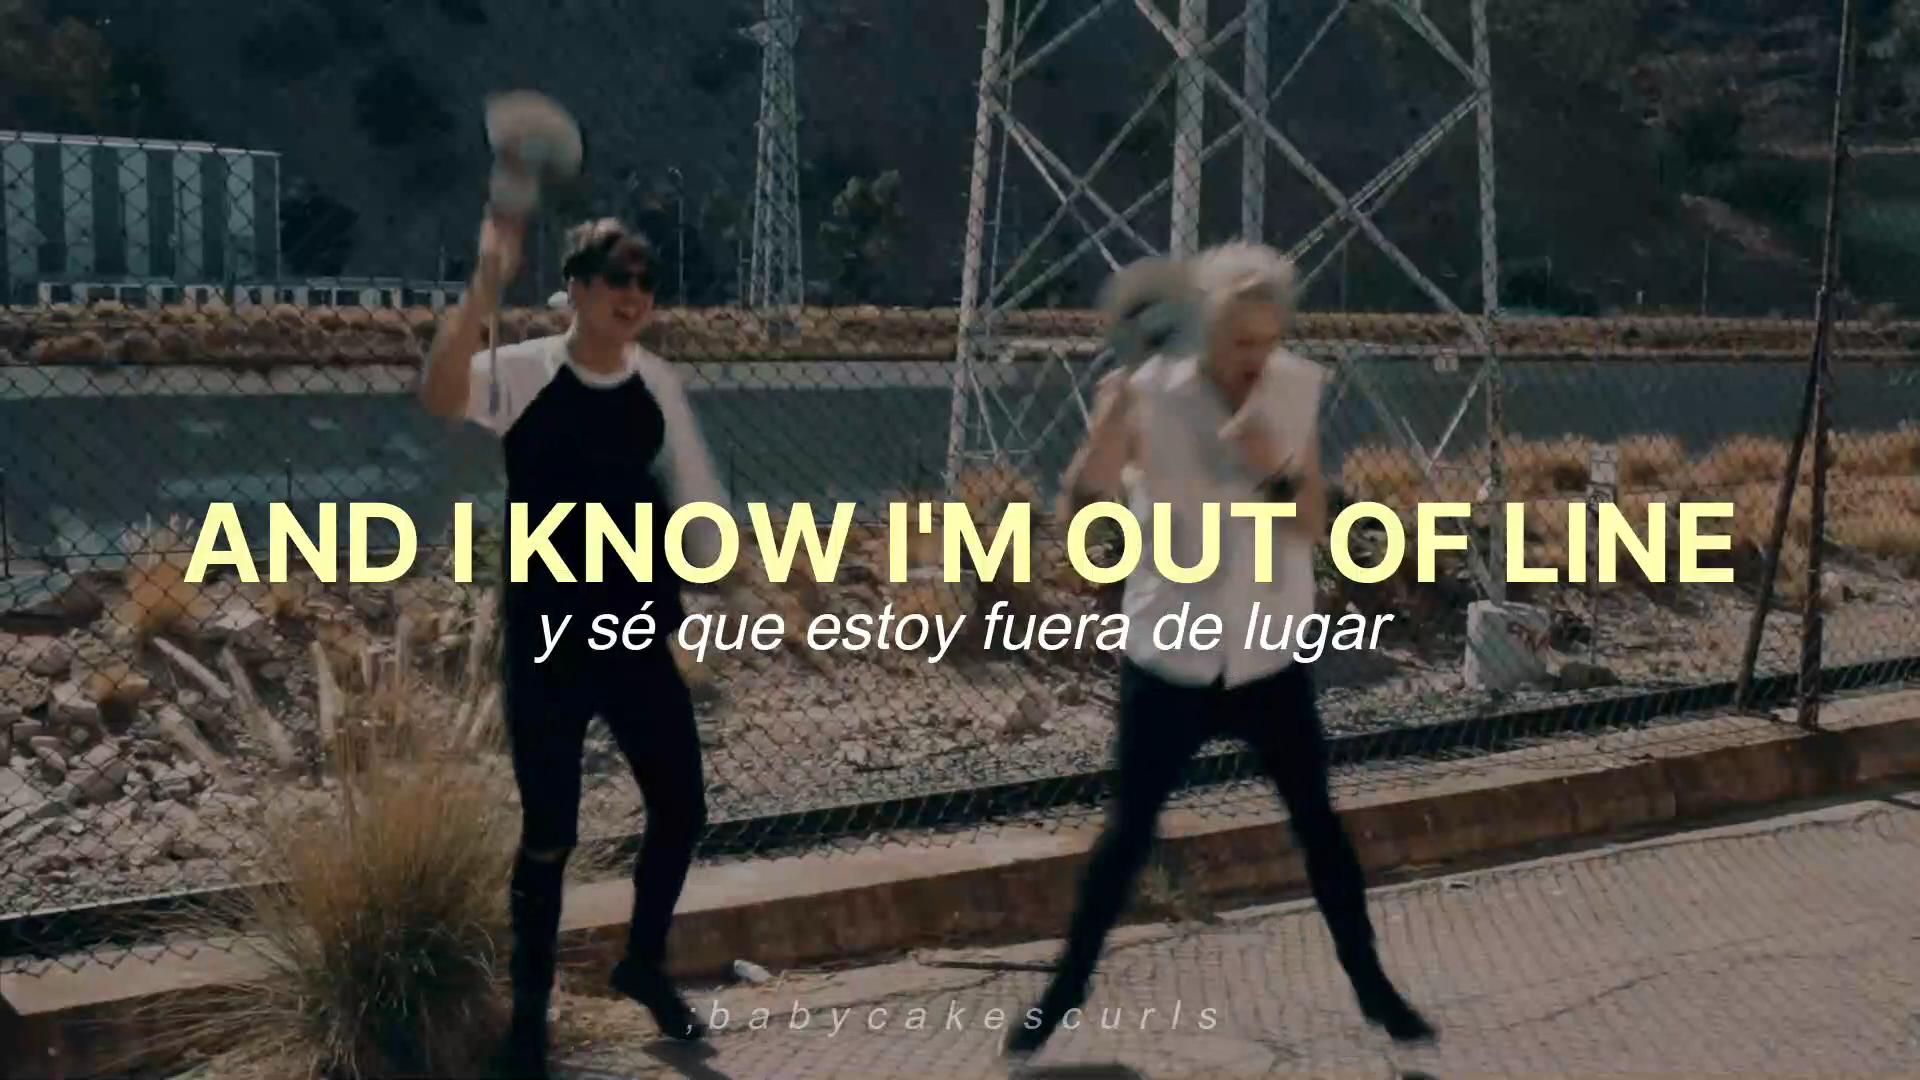 AND I KNOW I'M OUT OF LINE
y sé que estoy fuera de lugar
;babycakescurls